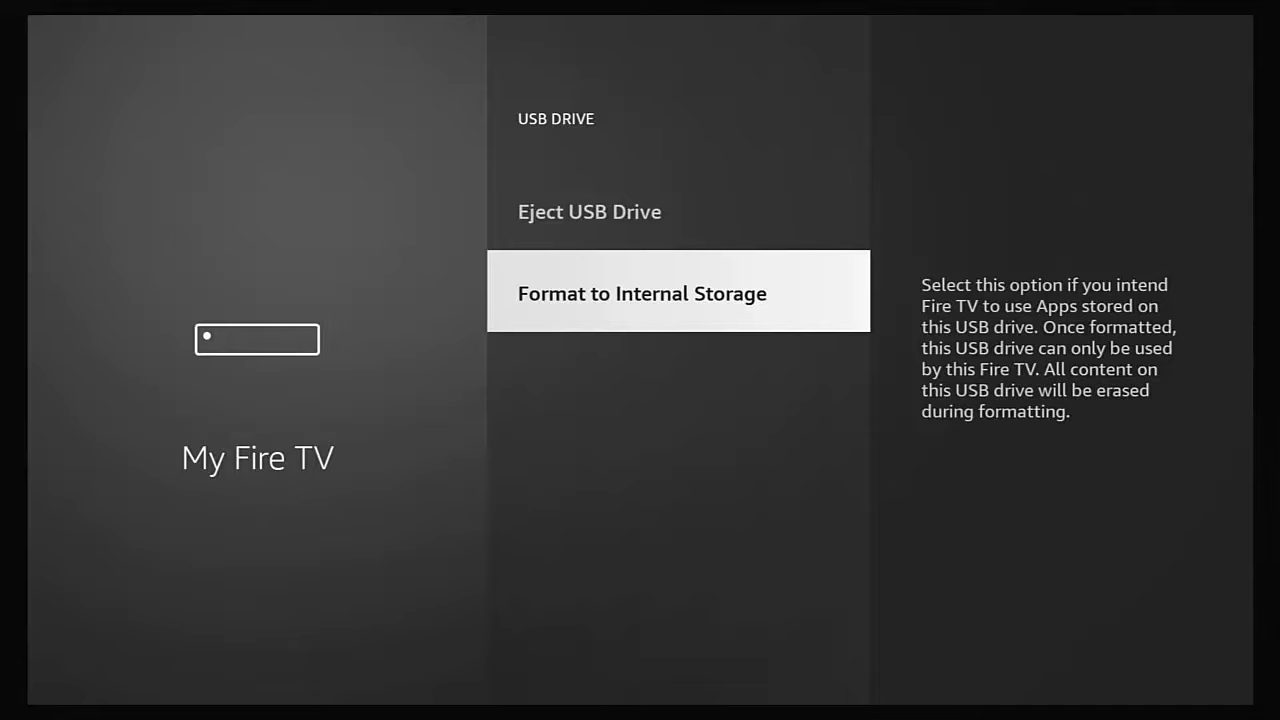 USB DRIVE
Eject USB Drive
Format to Internal Storage
Select this option if you intend
Fire TV to use Apps stored on
this USB drive. Once formatted,
this USB drive can only be used
by this Fire TV. All content on
this USB drive will be erased
during formatting.
My Fire TV